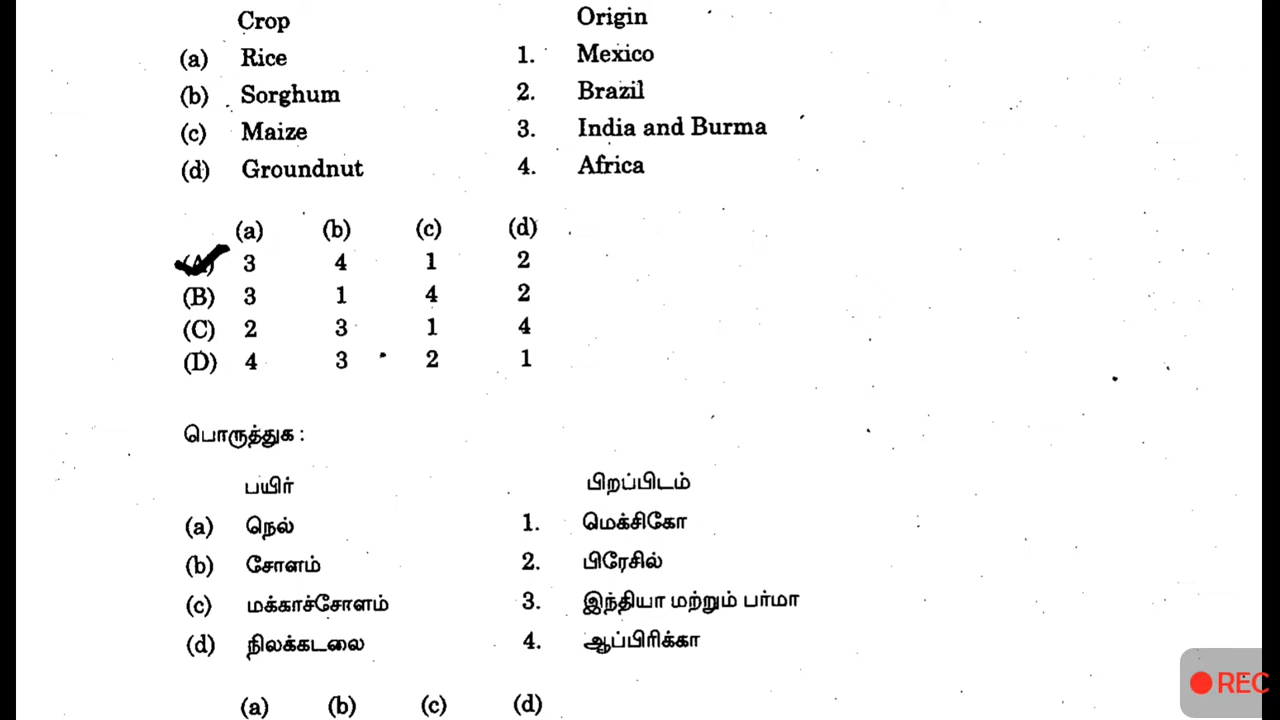 Crop Origin
(a) Rice 1. Mexico
(b) Sorghum 2. Brazil
(c) Maize 3. India and Burma
(d) Groundnut 4. Africa
(a) (b) (c) (d)
(A) 3 4 1 2
(B) 3 1 4 2
(C) 2 3 1 4
(D) 4 3 2 1
பொருத்துக :
பயிர் பிறப்பிடம்
(a) நெல் 1. மெக்சிகோ
(b) சோளம் 2. பிரேசில்
(c) மக்காச்சோளம் 3. இந்தியா மற்றும் பர்மா
(d) நிலக்கடலை 4. ஆப்பிரிக்கா
(a) (b) (c) (d)
REC